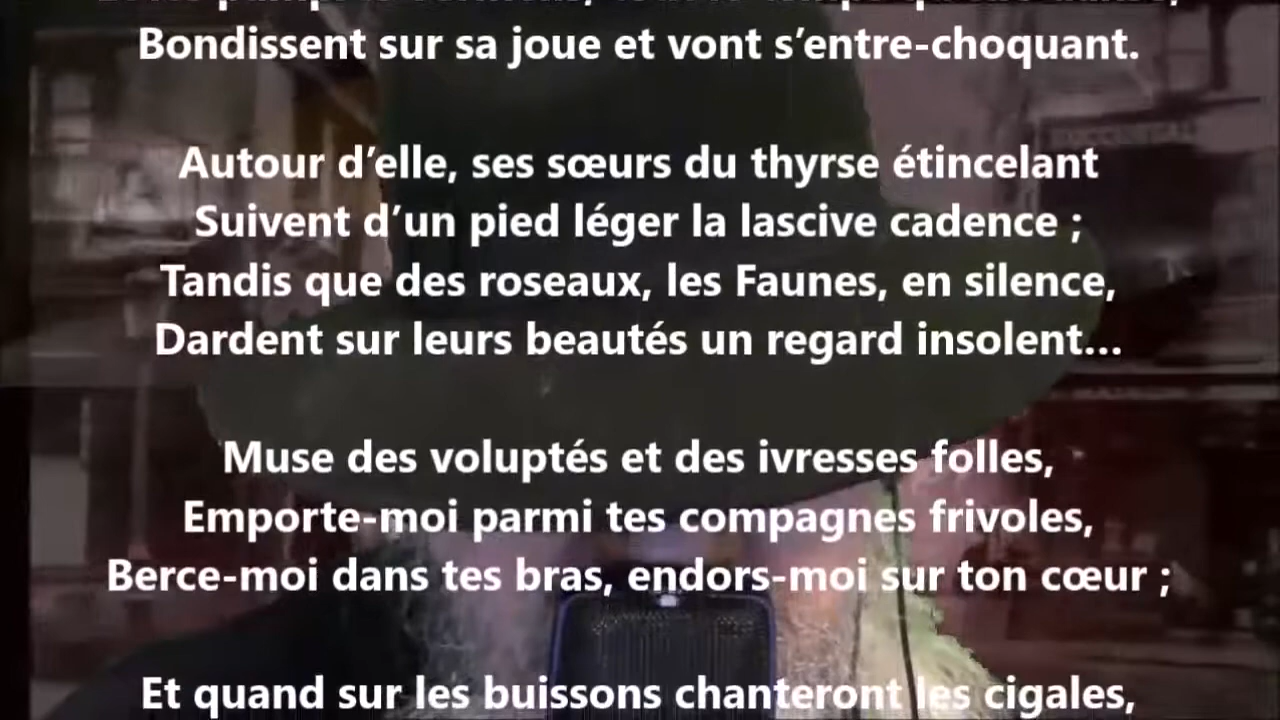 Bondissent sur sa joue et vont s’entre-choquant.
Autour d’elle, ses sœurs du thyrse étincelant
Suivent d’un pied léger la lascive cadence ;
Tandis que des roseaux, les Faunes, en silence,
Dardent sur leurs beautés un regard insolent...
Muse des voluptés et des ivresses folles,
Emporte-moi parmi tes compagnes frivoles,
Berce-moi dans tes bras, endors-moi sur ton cœur ;
Et quand sur les buissons chanteront les cigales,